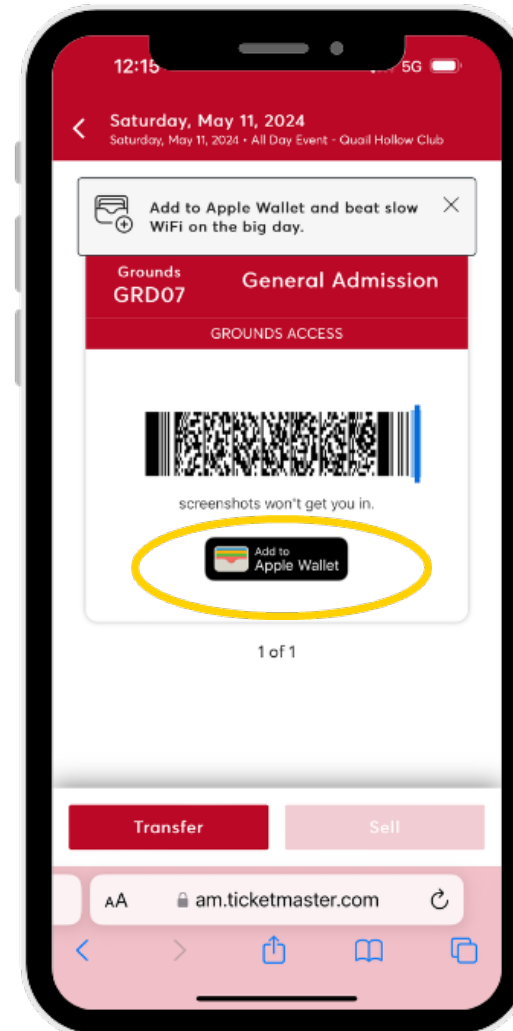 12:15
5G
Saturday, May 11, 2024
Saturday, May 11, 2024 • All Day Event - Quail Hollow Club
Add to Apple Wallet and beat slow
WiFi on the big day.
Grounds
GRD07
General Admission
GROUNDS ACCESS
screenshots won't get you in.
Add to
Apple Wallet
1 of 1
Transfer
Sell
AA
am.ticketmaster.com